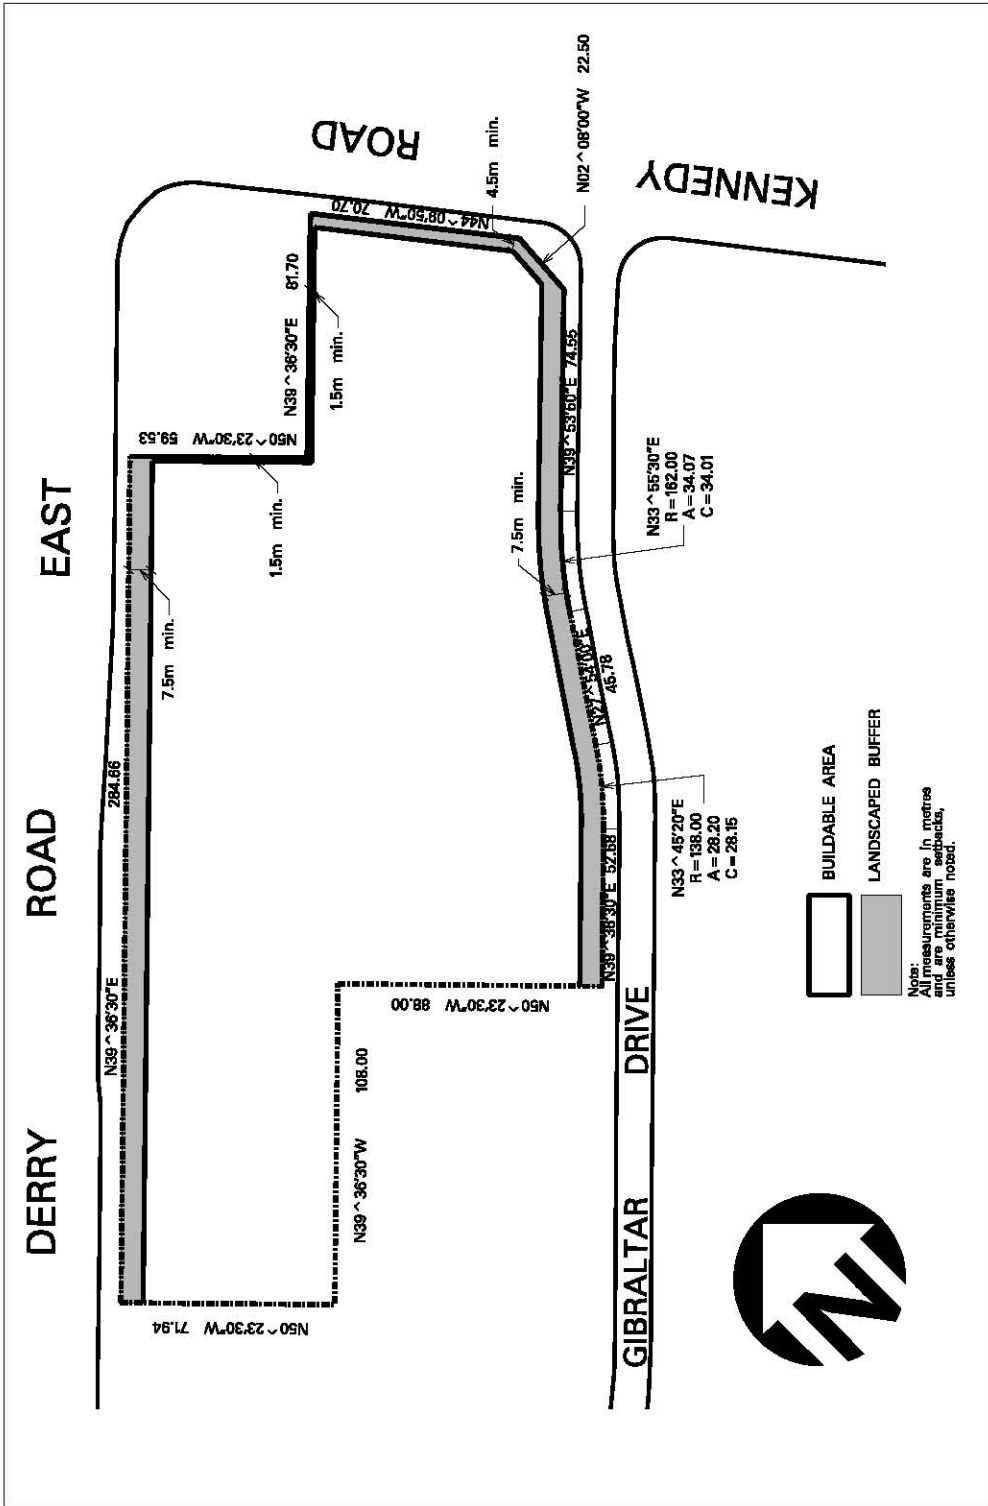 DERRY ROAD EAST
KENNEDY ROAD
GIBRALTAR DRIVE
N39^36'30"E 284.66
7.5m min.
N50^23'30"W 59.53
1.5m min.
N39^36'30"E 81.70
1.5m min.
N44^09'50"W 70.70
4.5m min.
N02^08'00"W 22.50
N39^53'60"E 74.55
7.5m min.
N33^55'30"E
R=162.00
A=34.07
C=34.01
N27^54'00"E
45.78
N33^45'20"E
R=138.00
A=28.20
C=28.15
N39^36'30"E 52.68
N50^23'30"W 88.00
N39^36'30"W 108.00
N50^23'30"W 71.94
BUILDABLE AREA
LANDSCAPED BUFFER
Note:
All measurements are in metres
and are minimum setbacks,
unless otherwise noted.
N